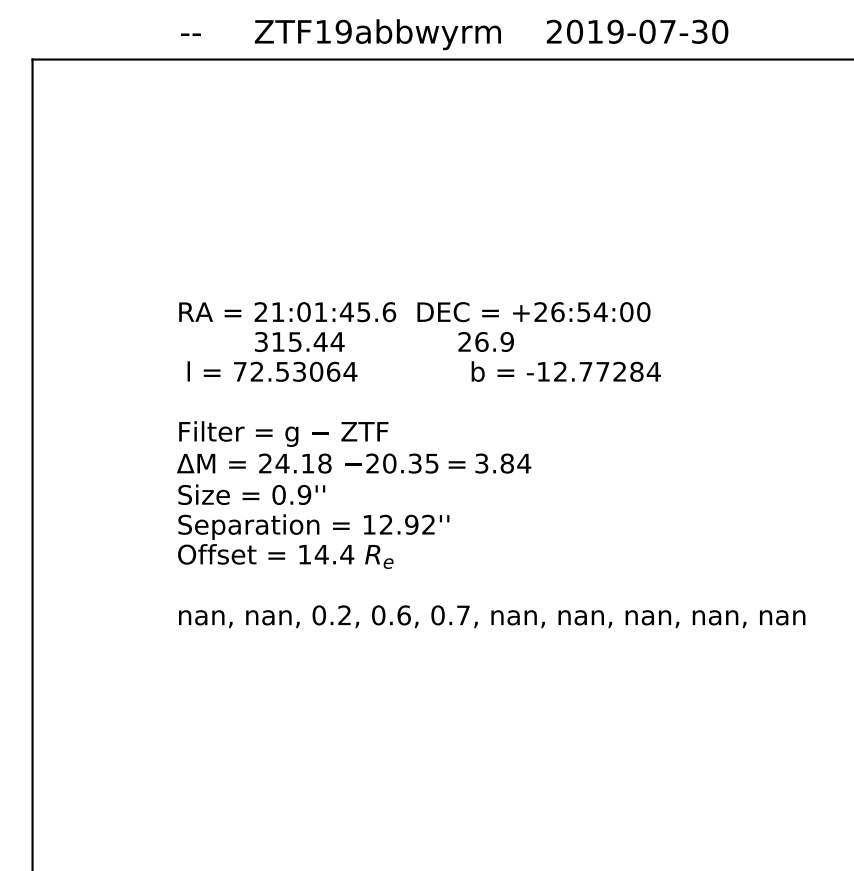 -- ZTF19abbwyrm 2019-07-30
RA = 21:01:45.6 DEC = +26:54:00
315.44 26.9
l = 72.53064 b = -12.77284
Filter = g − ZTF
ΔM = 24.18 −20.35 = 3.84
Size = 0.9''
Separation = 12.92''
Offset = 14.4 Rₑ
nan, nan, 0.2, 0.6, 0.7, nan, nan, nan, nan, nan